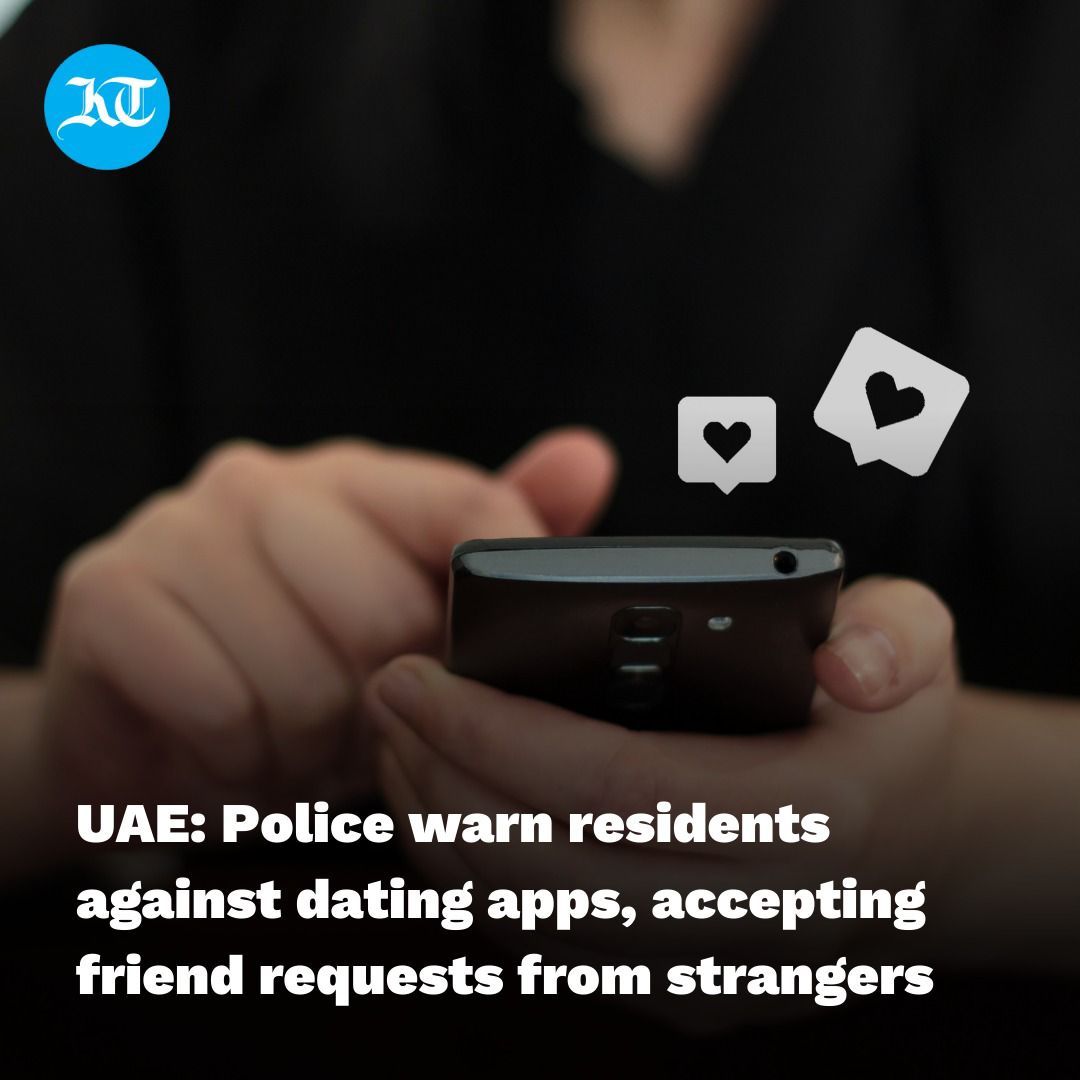 KT
UAE: Police warn residents
against dating apps, accepting
friend requests from strangers